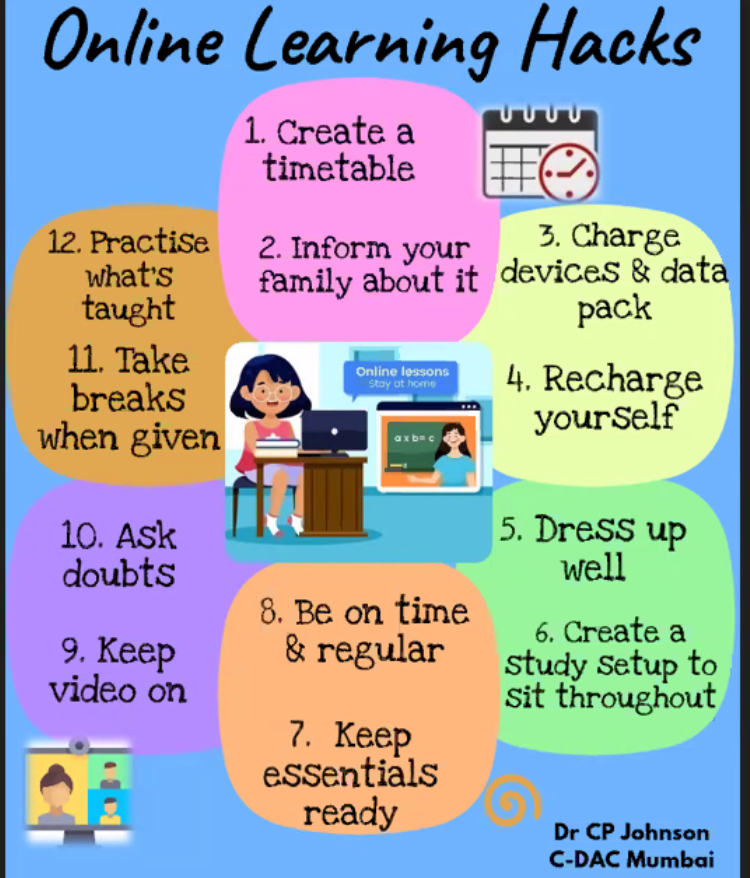 Online Learning Hacks
1. Create a
timetable
2. Inform your
family about it
3. Charge
devices & data
pack
4. Recharge
yourself
5. Dress up
well
6. Create a
study setup to
sit throughout
7. Keep
essentials
ready
8. Be on time
& regular
9. Keep
video on
10. Ask
doubts
11. Take
breaks
when given
12. Practise
what's
taught
Online lessons
Stay at home
a x b = c
Dr CP Johnson
C-DAC Mumbai